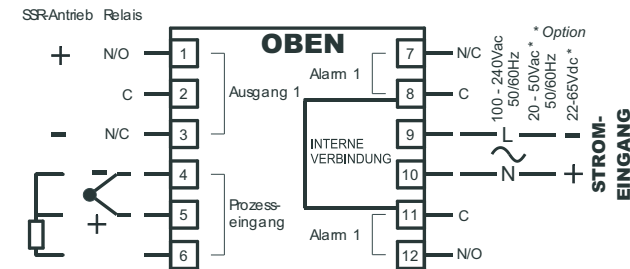 SSR-Antrieb Relais
OBEN
* Option
+ N/O 1
C 2
- N/C 3
Ausgang 1
- 4
+ 5
6
Prozess-
eingang
7 N/C
8 C
Alarm 1
9 L -
10 N +
INTERNE
VERBINDUNG
11 C
12 N/O
Alarm 1
100 - 240Vac
50/60Hz
20 - 50Vac *
50/60Hz
22-65Vdc *
STROM-
EINGANG